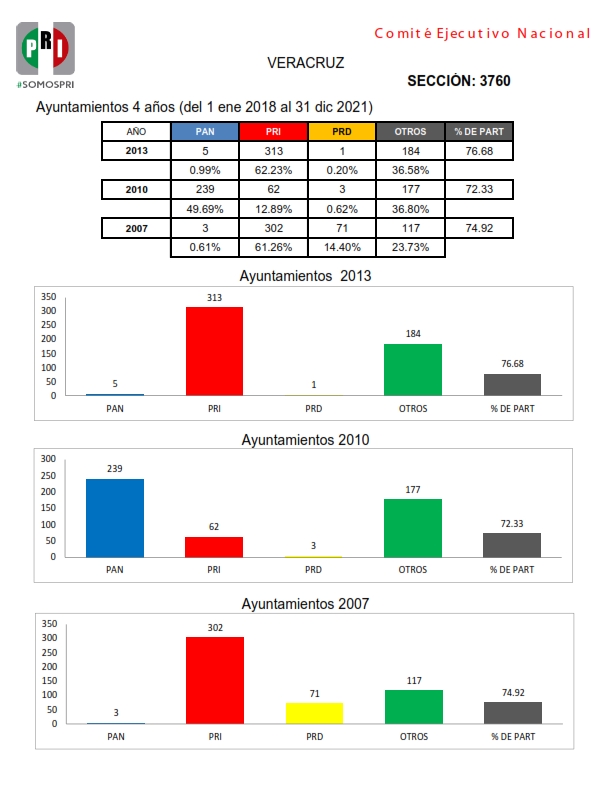 Comité Ejecutivo Nacional
PRI
#SOMOSPRI
VERACRUZ
SECCIÓN: 3760
Ayuntamientos 4 años (del 1 ene 2018 al 31 dic 2021)
AÑO PAN PRI PRD OTROS % DE PART
2013 5 313 1 184 76.68
0.99% 62.23% 0.20% 36.58%
2010 239 62 3 177 72.33
49.69% 12.89% 0.62% 36.80%
2007 3 302 71 117 74.92
0.61% 61.26% 14.40% 23.73%
Ayuntamientos 2013
350
300
250
200
150
100
50
0
5 313 1 184 76.68
PAN PRI PRD OTROS % DE PART
Ayuntamientos 2010
300
250
200
150
100
50
0
239 62 3 177 72.33
PAN PRI PRD OTROS % DE PART
Ayuntamientos 2007
350
300
250
200
150
100
50
0
3 302 71 117 74.92
PAN PRI PRD OTROS % DE PART